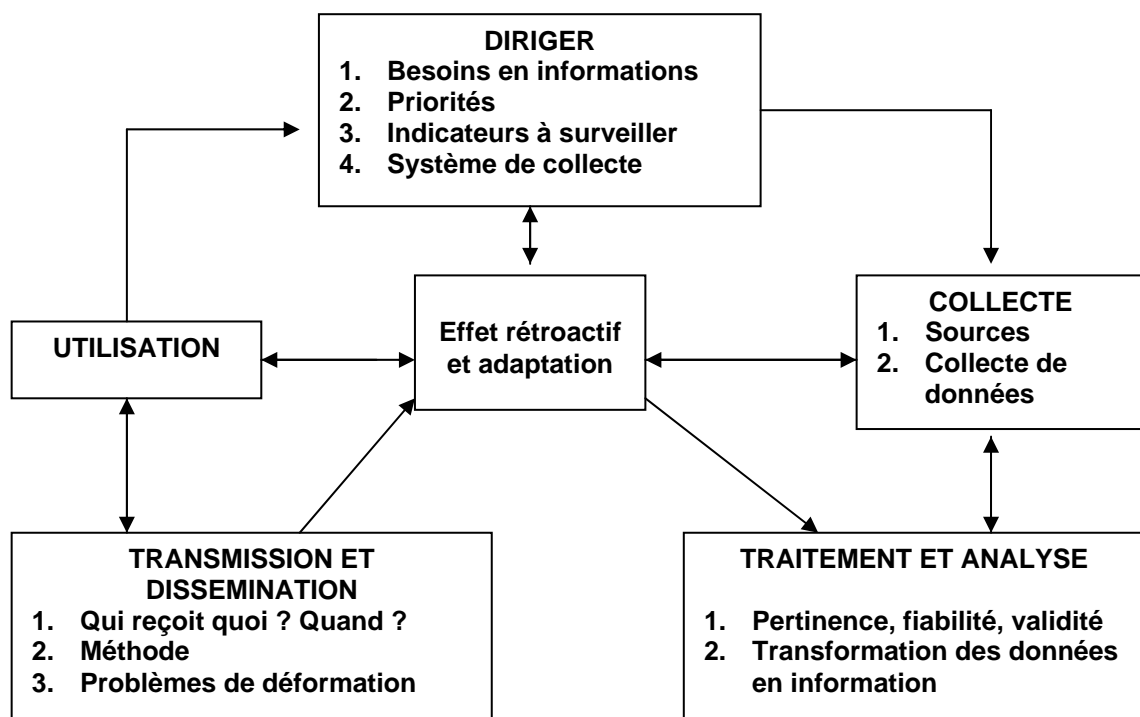 DIRIGER
1. Besoins en informations
2. Priorités
3. Indicateurs à surveiller
4. Système de collecte
UTILISATION
Effet rétroactif
et adaptation
COLLECTE
1. Sources
2. Collecte de
données
TRANSMISSION ET
DISSEMINATION
1. Qui reçoit quoi ? Quand ?
2. Méthode
3. Problèmes de déformation
TRAITEMENT ET ANALYSE
1. Pertinence, fiabilité, validité
2. Transformation des données
en information